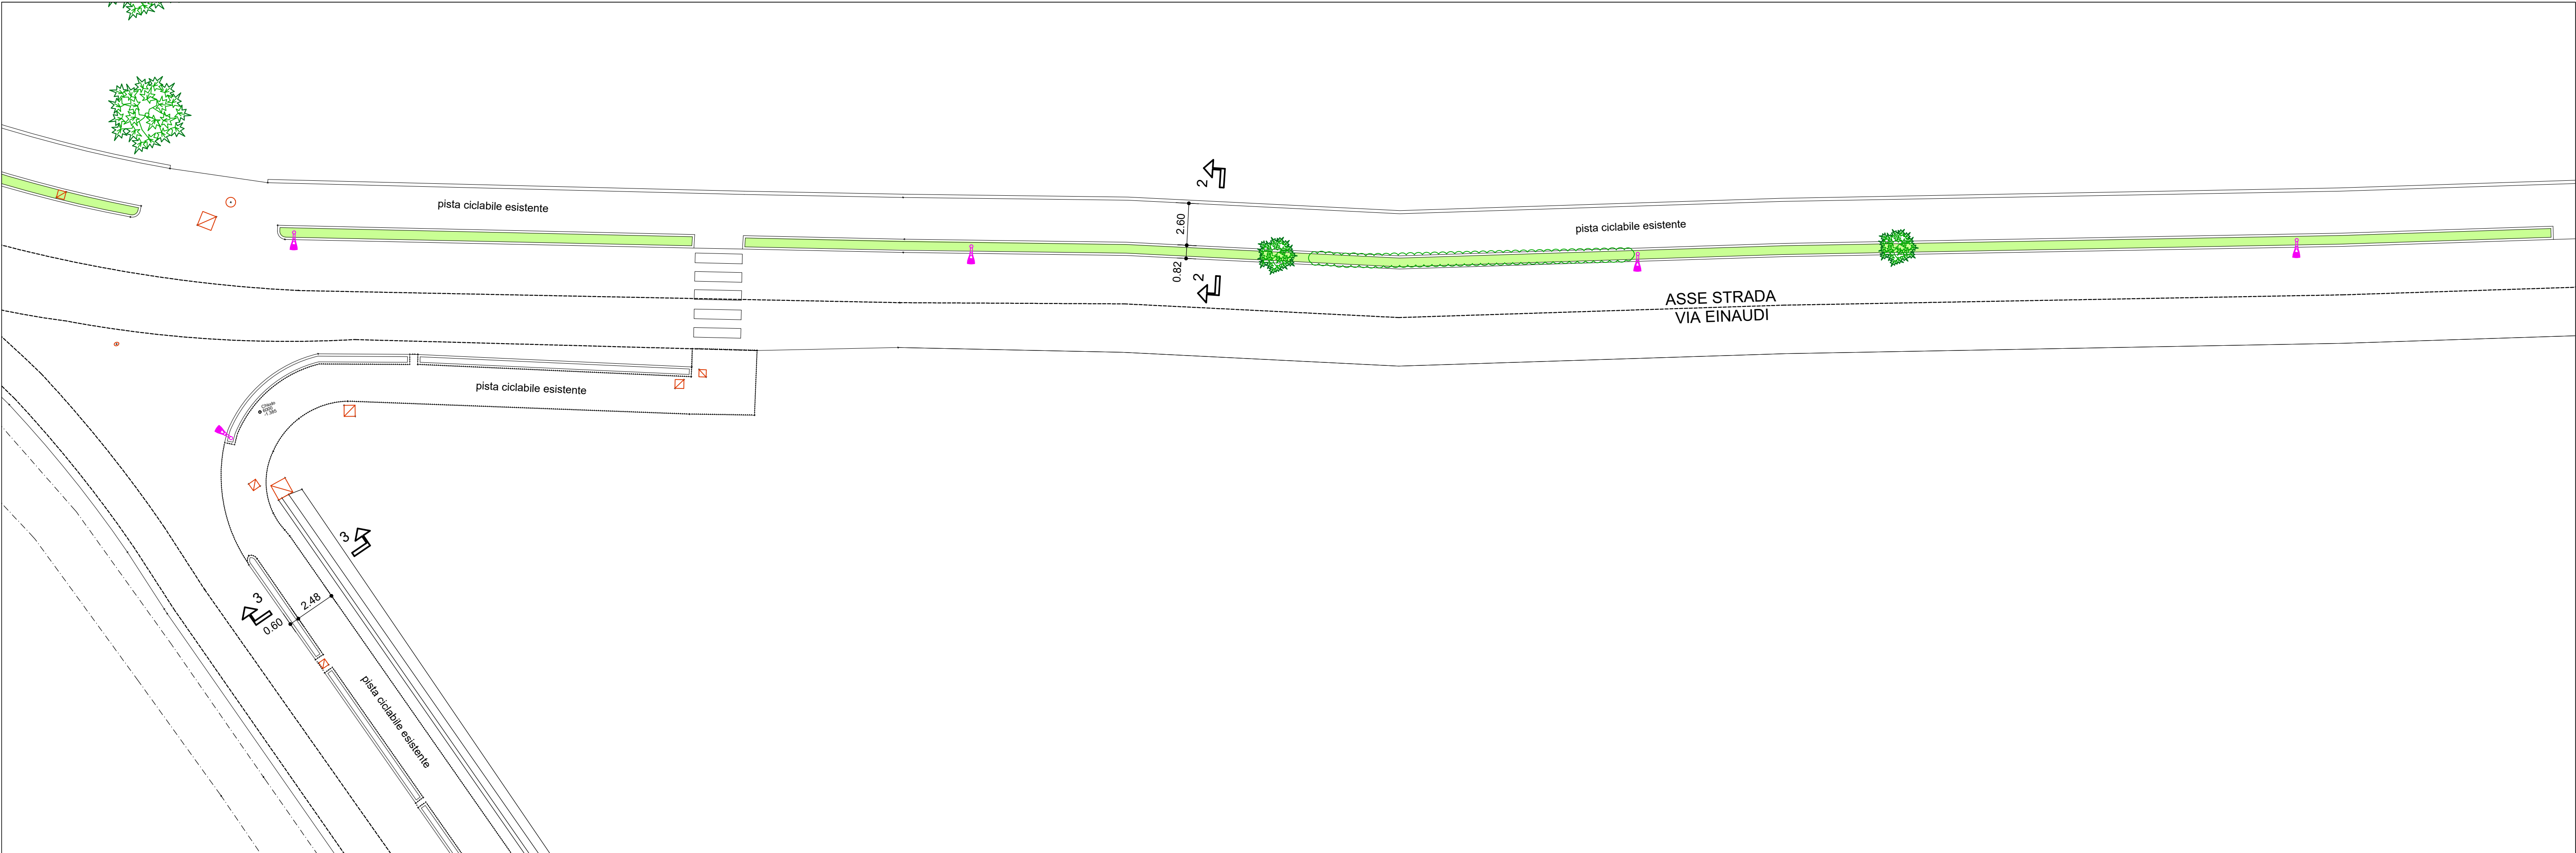 2
pista ciclabile esistente
2.60
pista ciclabile esistente
0.82
2
ASSE STRADA
VIA EINAUDI
pista ciclabile esistente
Chiodo
3
3
2.48
0.60
pista ciclabile esistente